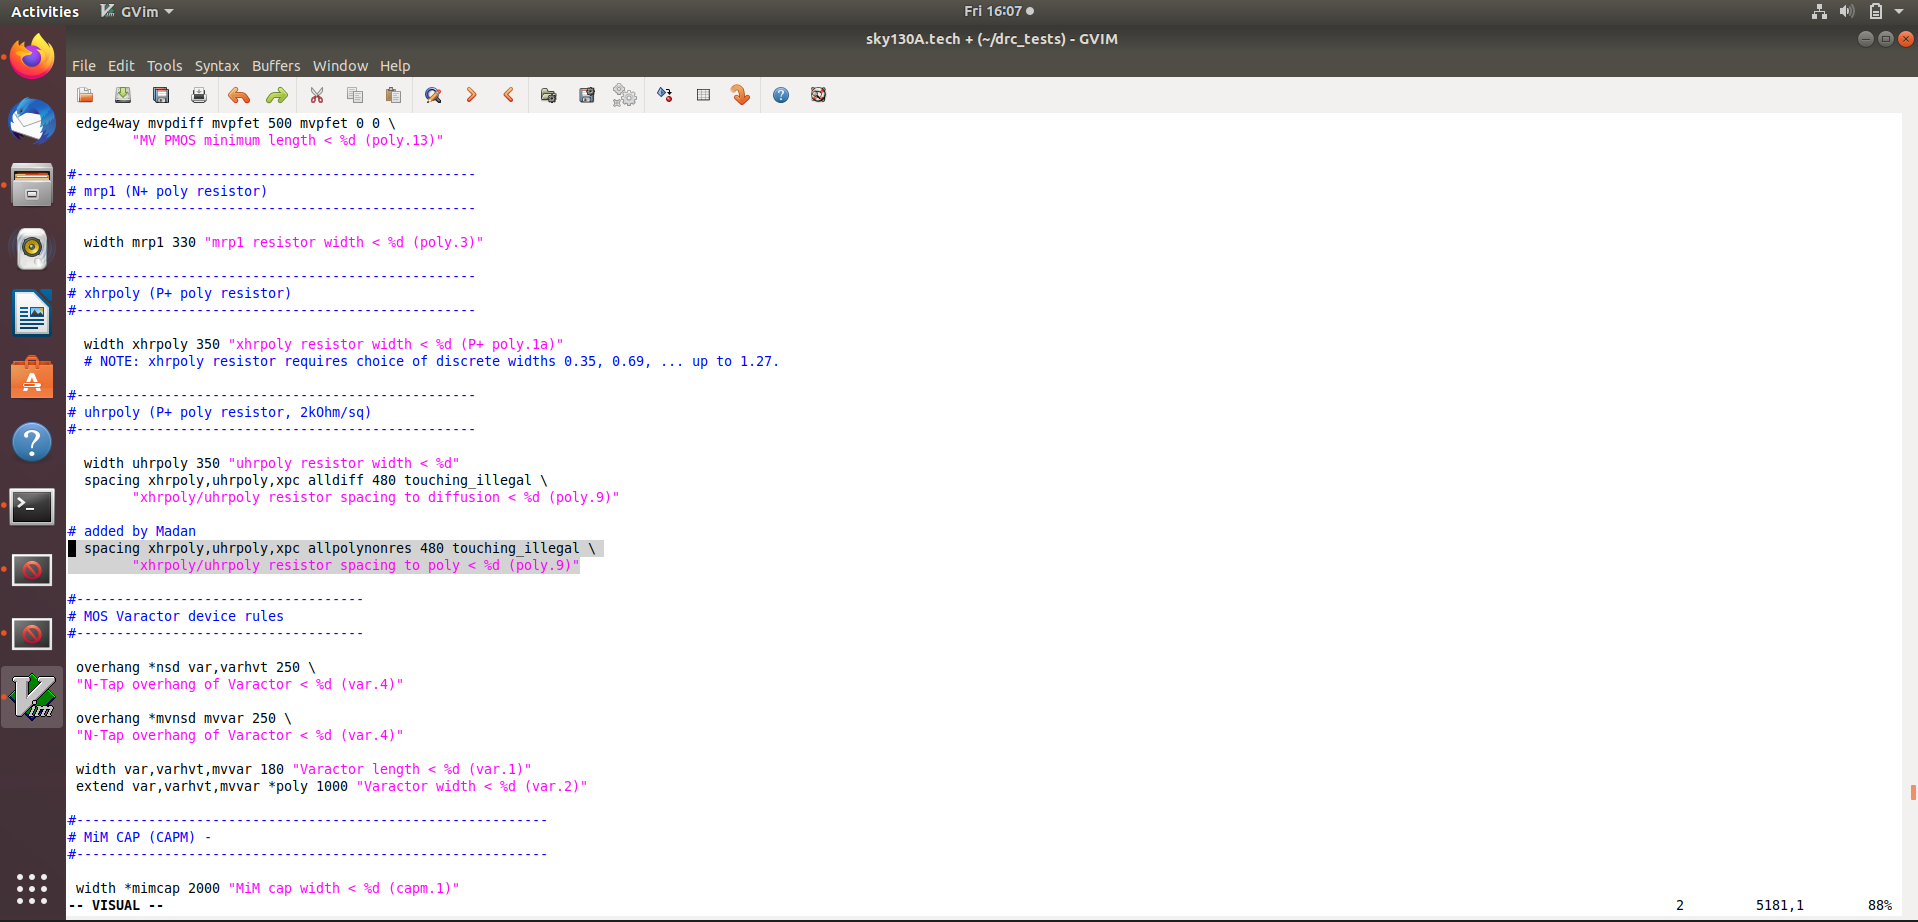 Activities GVim Fri 16:07
sky130A.tech + (~/drc_tests) - GVIM
File Edit Tools Syntax Buffers Window Help
edge4way mvpdiff mvpfet 500 mvpfet 0 0 \
"MV PMOS minimum length < %d (poly.13)"
#--------------------------------------------------
# mrp1 (N+ poly resistor)
#--------------------------------------------------
width mrp1 330 "mrp1 resistor width < %d (poly.3)"
#--------------------------------------------------
# xhrpoly (P+ poly resistor)
#--------------------------------------------------
width xhrpoly 350 "xhrpoly resistor width < %d (P+ poly.1a)"
# NOTE: xhrpoly resistor requires choice of discrete widths 0.35, 0.69, ... up to 1.27.
#--------------------------------------------------
# uhrpoly (P+ poly resistor, 2kOhm/sq)
#--------------------------------------------------
width uhrpoly 350 "uhrpoly resistor width < %d"
spacing xhrpoly,uhrpoly,xpc alldiff 480 touching_illegal \
"xhrpoly/uhrpoly resistor spacing to diffusion < %d (poly.9)"
# added by Madan
spacing xhrpoly,uhrpoly,xpc allpolynonres 480 touching_illegal \
"xhrpoly/uhrpoly resistor spacing to poly < %d (poly.9)"
#------------------------------------
# MOS Varactor device rules
#------------------------------------
overhang *nsd var,varhvt 250 \
"N-Tap overhang of Varactor < %d (var.4)"
overhang *mvnsd mvvar 250 \
"N-Tap overhang of Varactor < %d (var.4)"
width var,varhvt,mvvar 180 "Varactor length < %d (var.1)"
extend var,varhvt,mvvar *poly 1000 "Varactor width < %d (var.2)"
#-----------------------------------------------------------
# MiM CAP (CAPM) -
#-----------------------------------------------------------
width *mimcap 2000 "MiM cap width < %d (capm.1)"
-- VISUAL -- 2 5181,1 88%